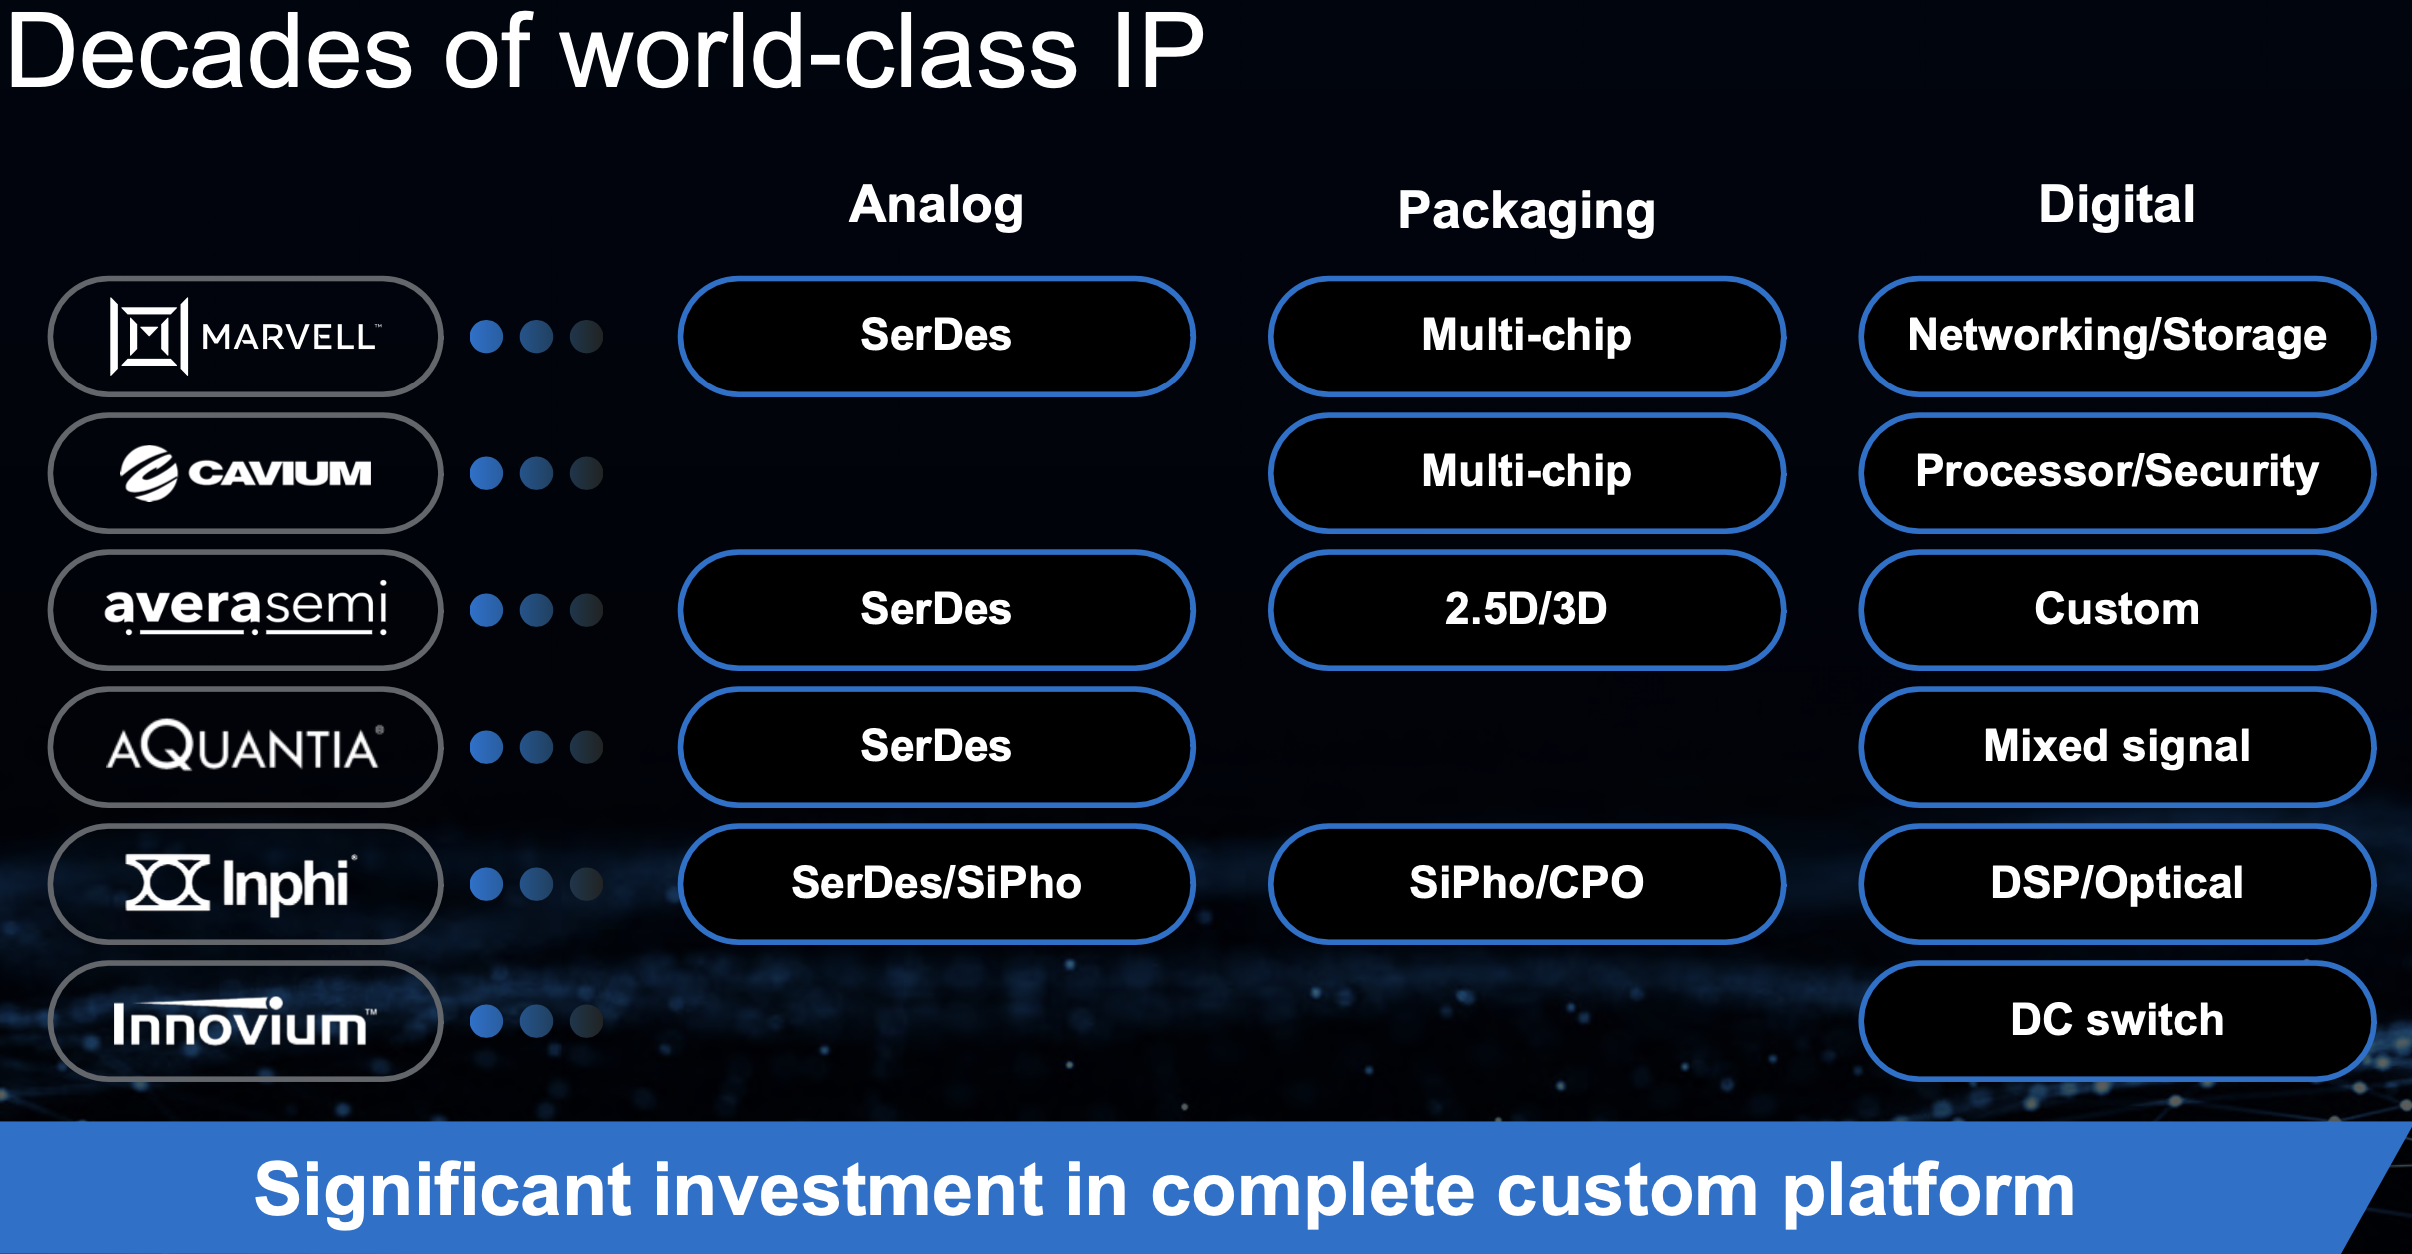 Decades of world-class IP
Analog
Packaging
Digital
MARVELL™
SerDes
Multi-chip
Networking/Storage
CAVIUM
Multi-chip
Processor/Security
averasemi
SerDes
2.5D/3D
Custom
AQUANTIA®
SerDes
Mixed signal
Inphi®
SerDes/SiPho
SiPho/CPO
DSP/Optical
INNOVIUM™
DC switch
Significant investment in complete custom platform